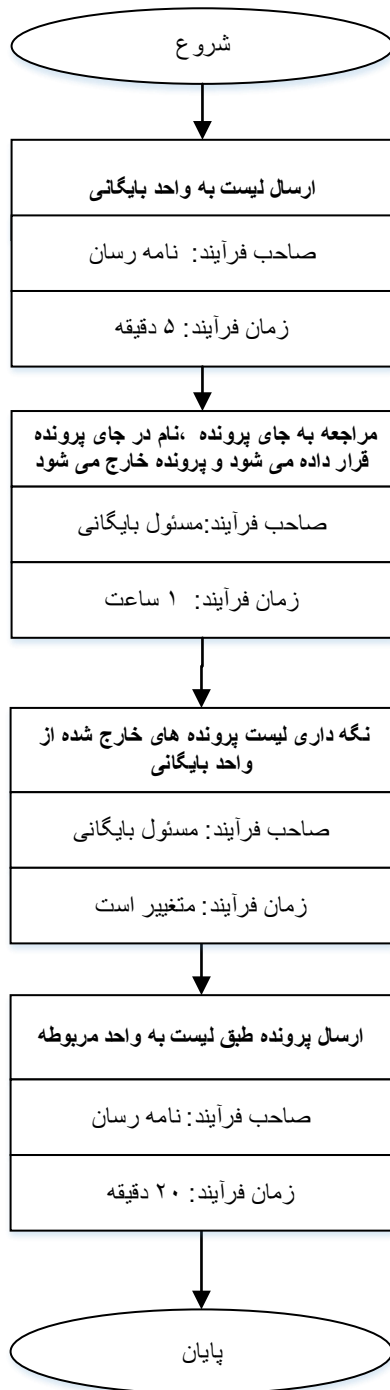 شروع
ارسال لیست به واحد بایگانی
صاحب فرآیند: نامه رسان
زمان فرآیند: ۵ دقیقه
مراجعه به جای پرونده ،نام در جای پرونده
قرار داده می شود و پرونده خارج می شود
صاحب فرآیند:مسئول بایگانی
زمان فرآیند: ۱ ساعت
نگه داری لیست پرونده های خارج شده از
واحد بایگانی
صاحب فرآیند: مسئول بایگانی
زمان فرآیند: متغییر است
ارسال پرونده طبق لیست به واحد مربوطه
صاحب فرآیند: نامه رسان
زمان فرآیند: ۲۰ دقیقه
پایان